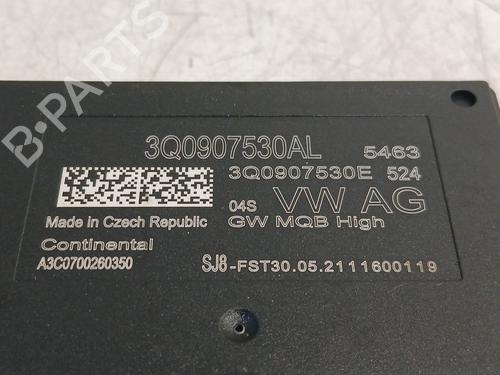 B-PARTS
3Q0907530AL 5463
3Q0907530E 524
04S VW AG
Made in Czech Republic GW MQB High
Continental
A3C0700260350 SJ8-FST30.05.2111600119